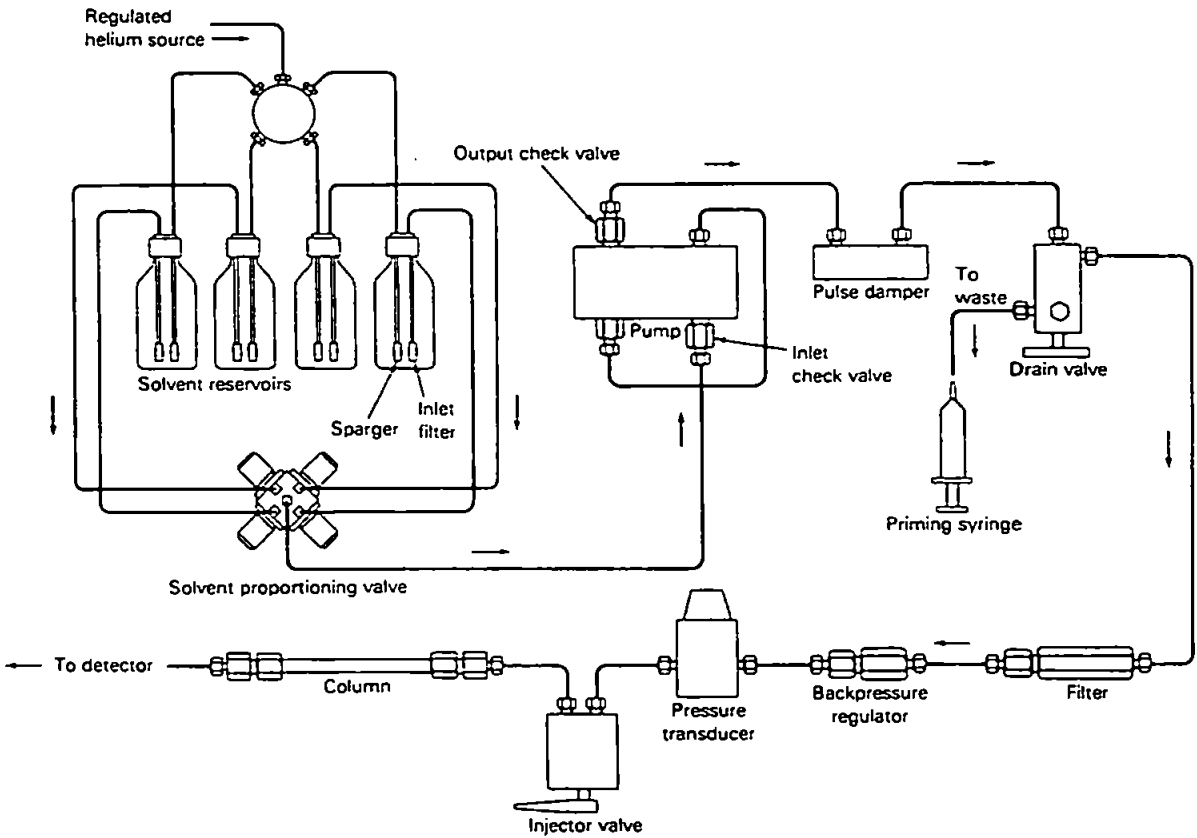 Regulated
helium source
Output check valve
Pulse damper
To
waste
Pump
Inlet
check valve
Drain valve
Solvent reservoirs
Sparger
Inlet
filter
Priming syringe
Solvent proportioning valve
To detector
Column
Pressure
transducer
Backpressure
regulator
Filter
Injector valve